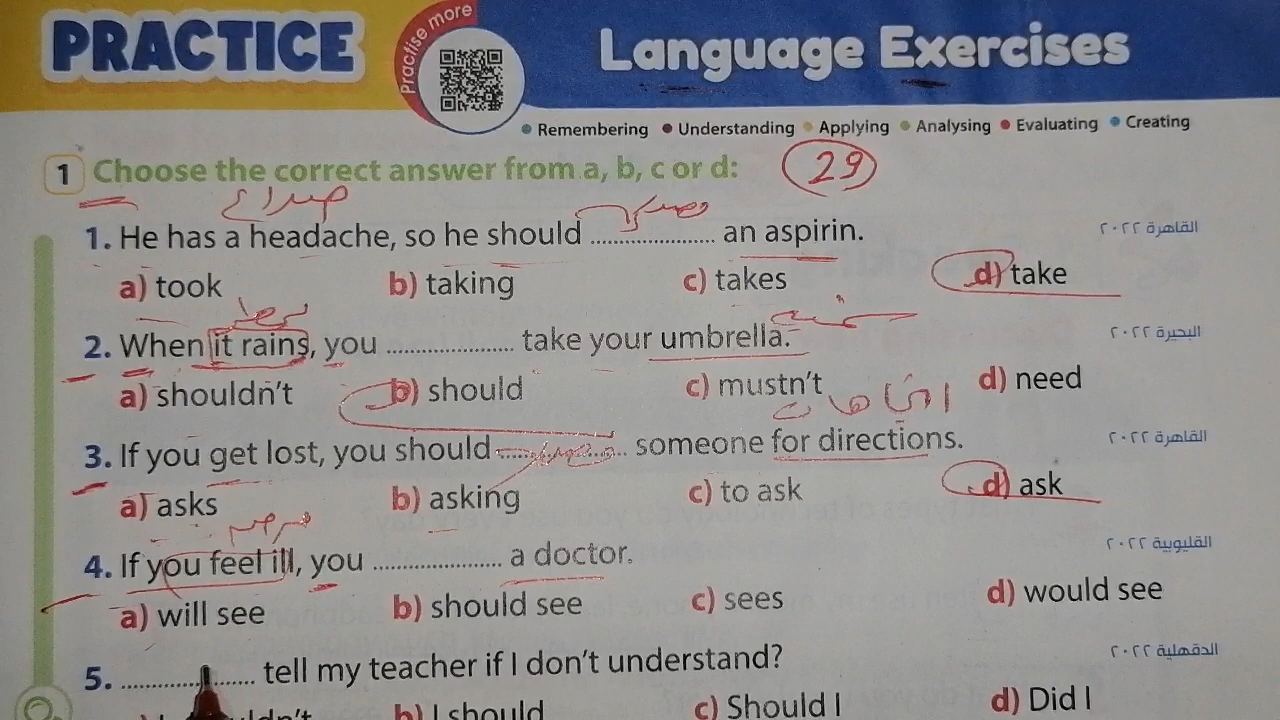 PRACTICE
Practise more
Language Exercises
Remembering Understanding Applying Analysing Evaluating Creating
1 Choose the correct answer from a, b, c or d:
29
صداع
1. He has a headache, so he should .................... an aspirin.
القاهرة ٢٠٢٢
a) took b) taking c) takes d) take
2. When it rains, you .................... take your umbrella.
البحيرة ٢٠٢٢
a) shouldn't b) should c) mustn't d) need
3. If you get lost, you should .................... someone for directions.
القاهرة ٢٠٢٢
a) asks b) asking c) to ask d) ask
4. If you feel ill, you .................... a doctor.
القليوبية ٢٠٢٢
a) will see b) should see c) sees d) would see
5. .................... tell my teacher if I don't understand?
الدقهلية ٢٠٢٢
b) I should c) Should I d) Did I